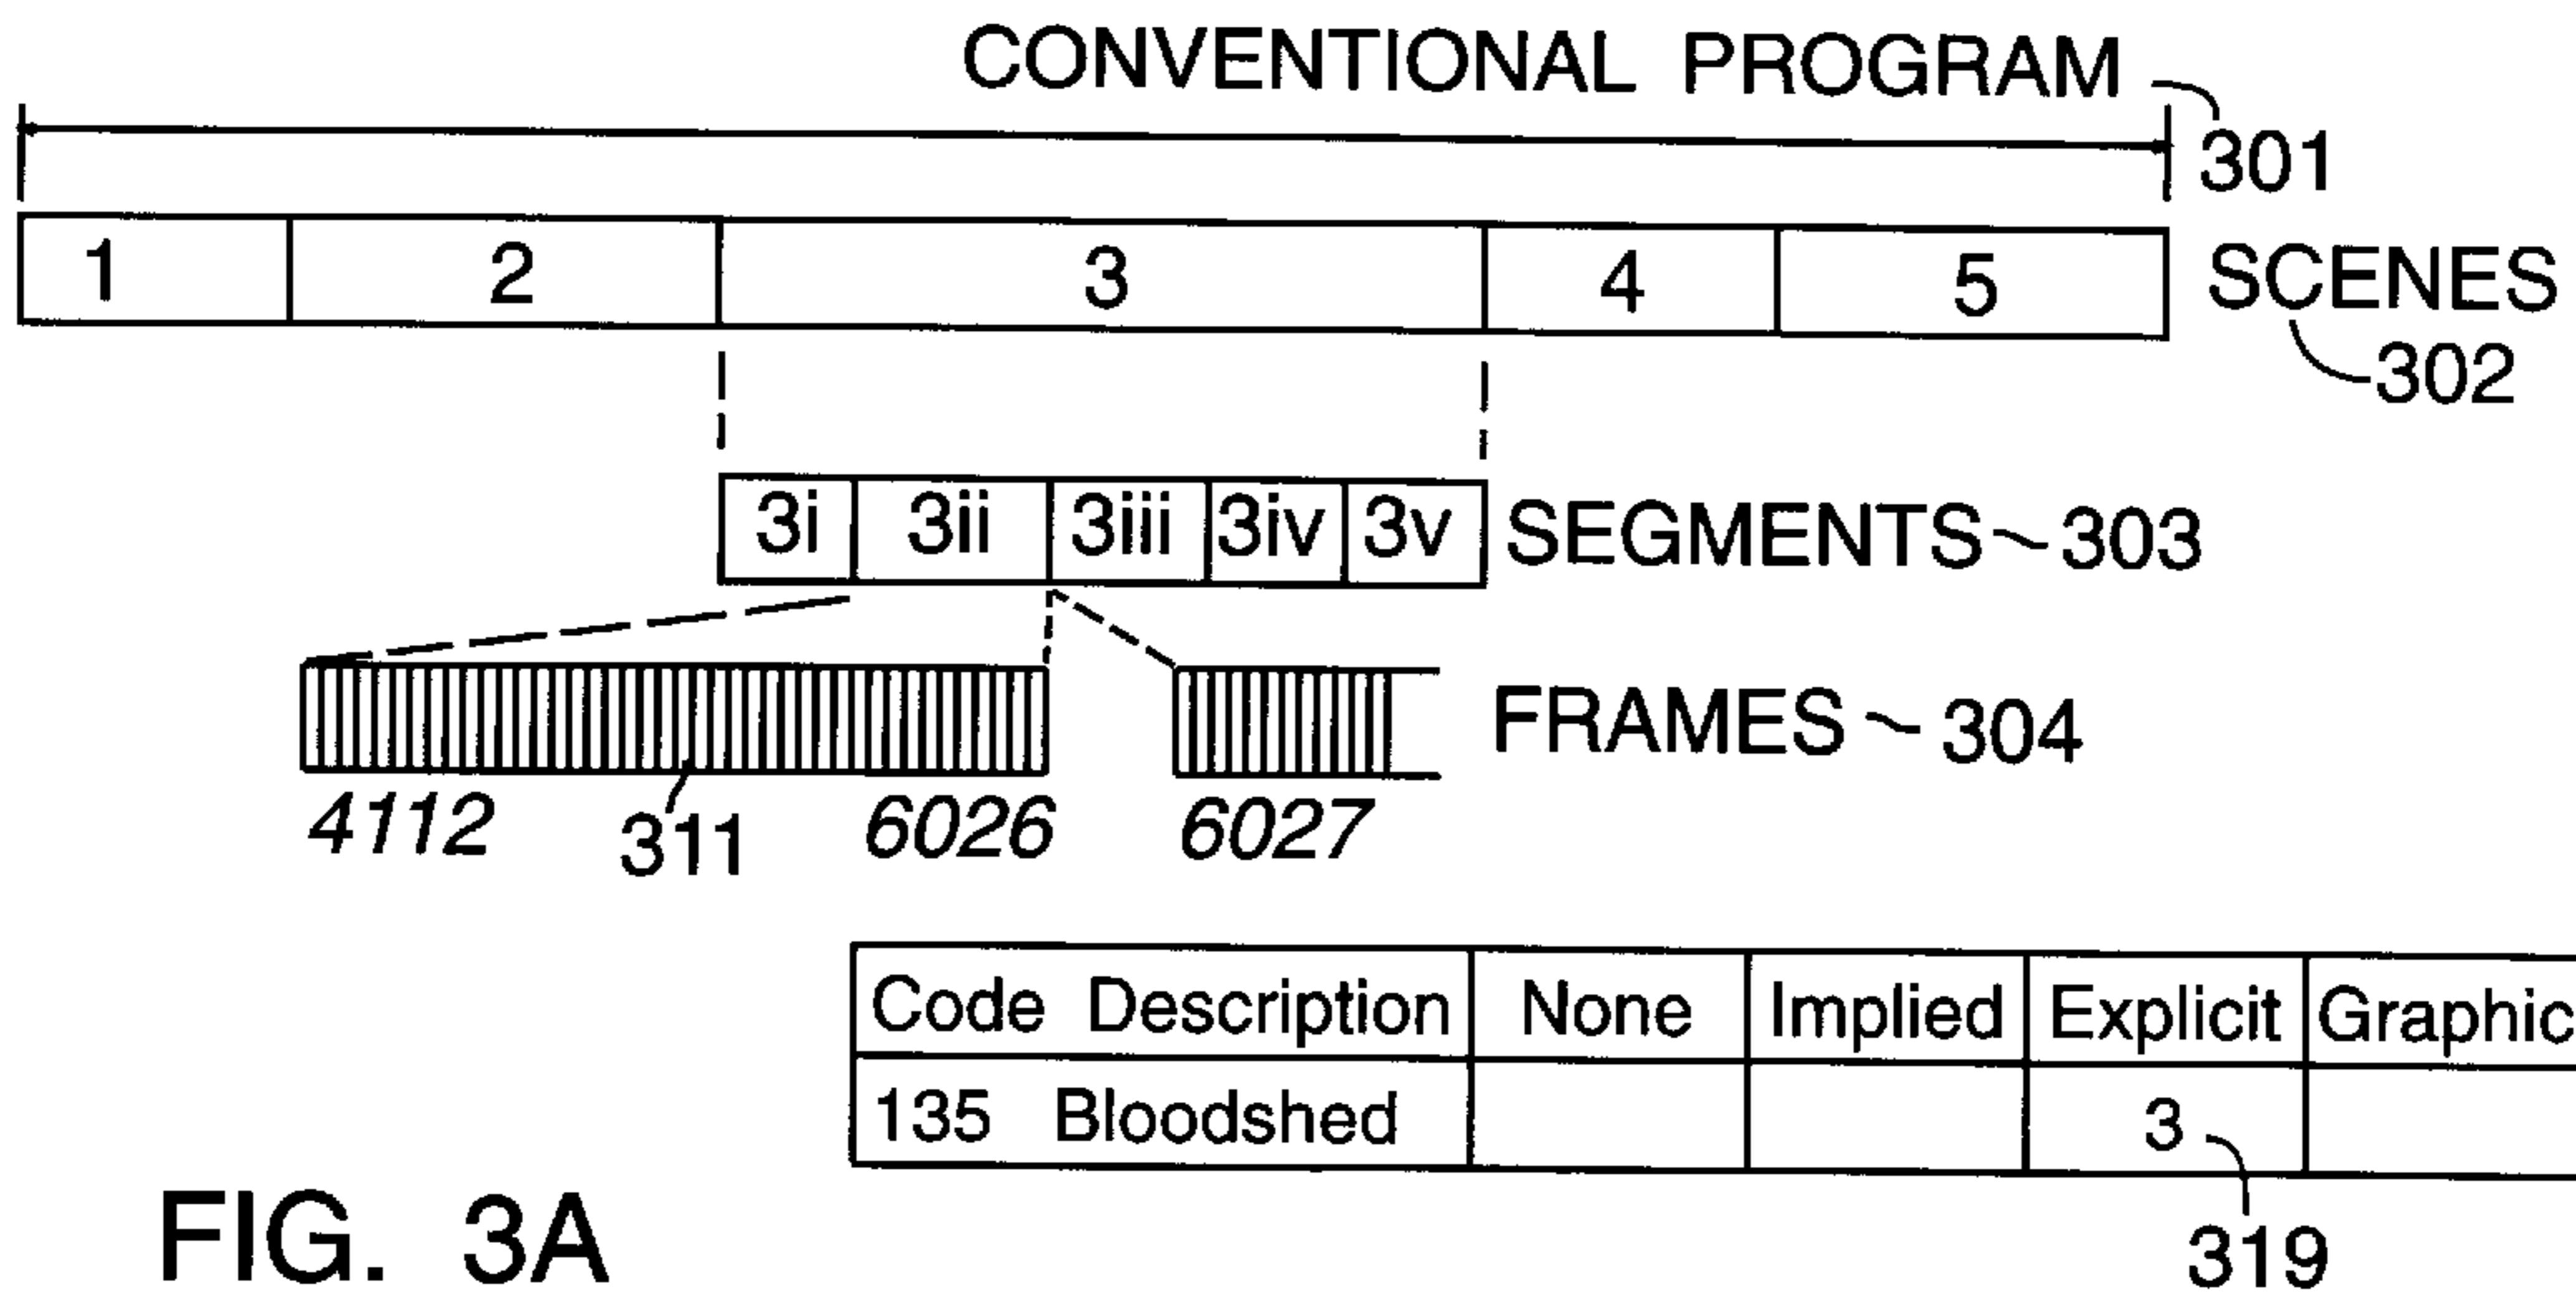 CONVENTIONAL PROGRAM
301
1 2 3 4 5 SCENES
302
3i 3ii 3iii 3iv 3v SEGMENTS 303
FRAMES 304
4112 311 6026 6027
Code Description None Implied Explicit Graphic
135 Bloodshed 3
319
FIG. 3A